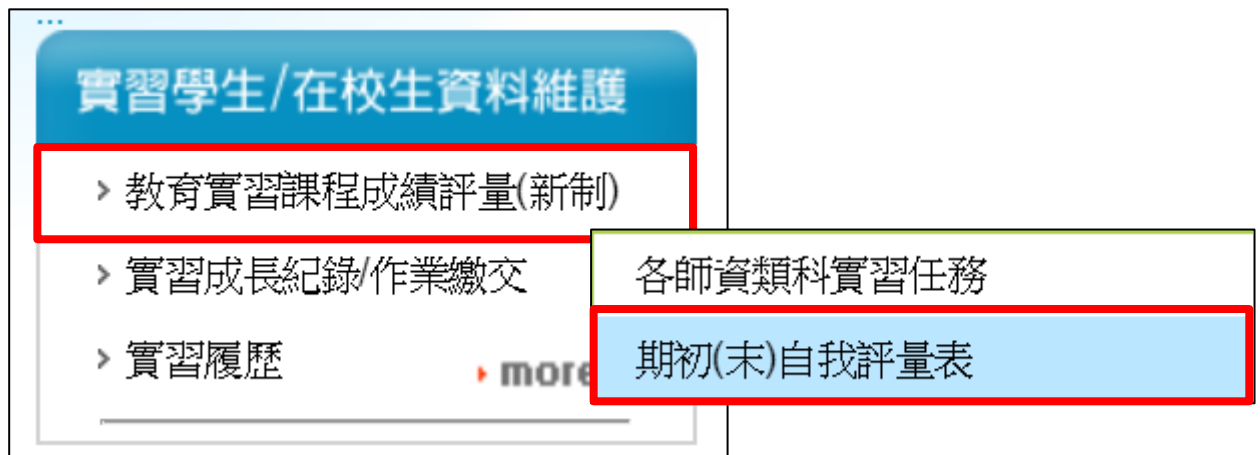 ...
實習學生/在校生資料維護
> 教育實習課程成績評量(新制)
> 實習成長紀錄/作業繳交
> 實習履歷
more
各師資類科實習任務
期初(末)自我評量表